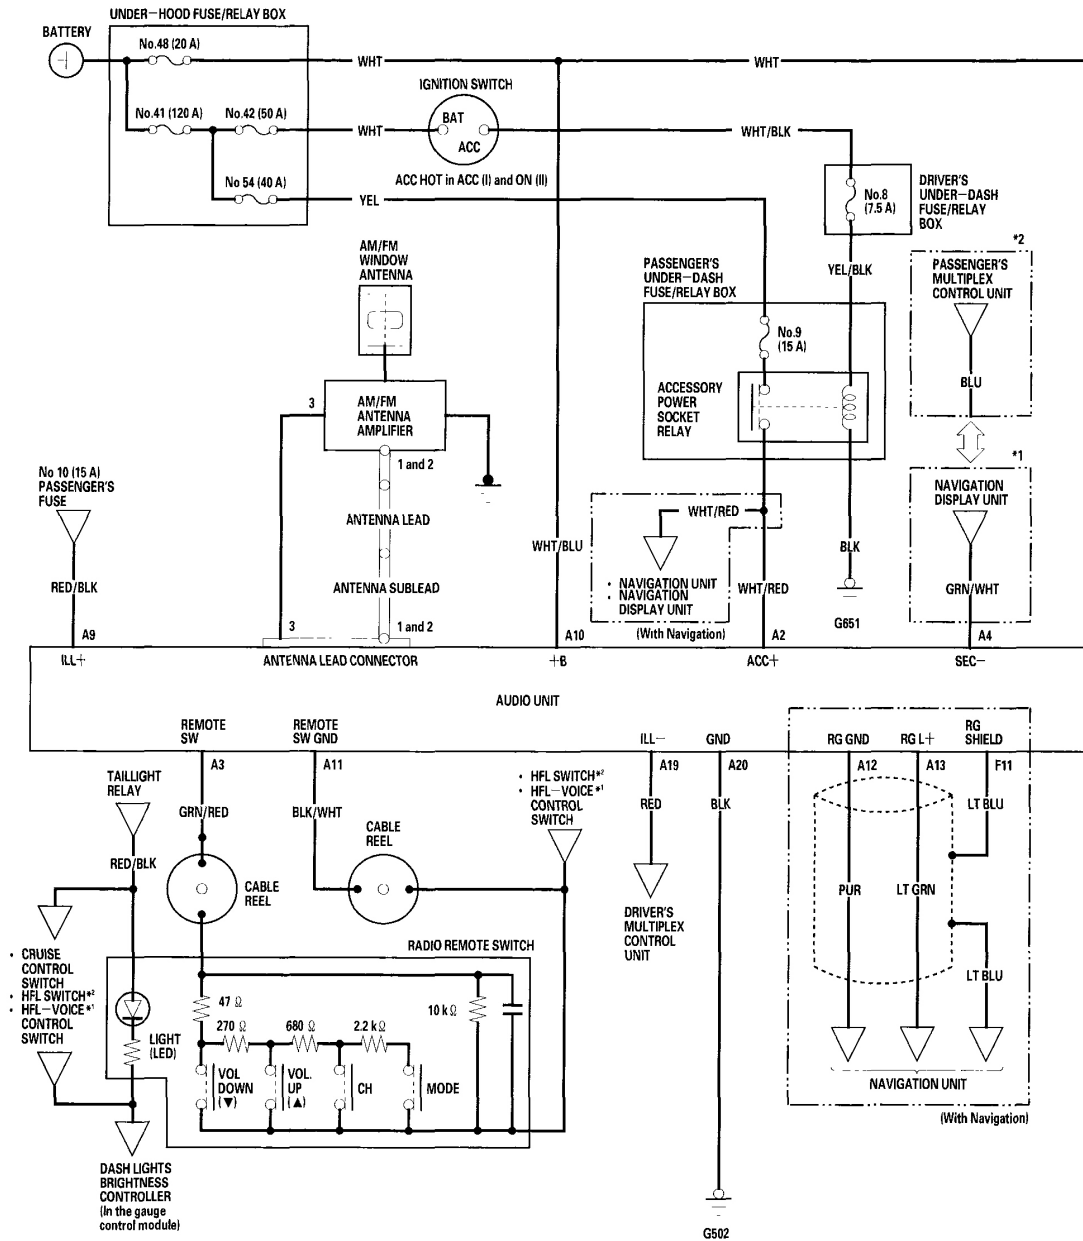 UNDER-HOOD FUSE/RELAY BOX
BATTERY
No.48 (20 A)
WHT
WHT
No.41 (120 A)
No.42 (50 A)
WHT
IGNITION SWITCH
BAT
ACC
WHT/BLK
ACC HOT in ACC (I) and ON (II)
No 54 (40 A)
YEL
No.8
(7.5 A)
DRIVER'S
UNDER-DASH
FUSE/RELAY
BOX
AM/FM
WINDOW
ANTENNA
PASSENGER'S
UNDER-DASH
FUSE/RELAY BOX
YEL/BLK
*2
PASSENGER'S
MULTIPLEX
CONTROL UNIT
BLU
No.9
(15 A)
ACCESSORY
POWER
SOCKET
RELAY
3
AM/FM
ANTENNA
AMPLIFIER
1 and 2
*1
NAVIGATION
DISPLAY UNIT
No 10 (15 A)
PASSENGER'S
FUSE
ANTENNA LEAD
WHT/RED
WHT/BLU
BLK
RED/BLK
ANTENNA SUBLEAD
• NAVIGATION UNIT
• NAVIGATION
DISPLAY UNIT
WHT/RED
GRN/WHT
G651
3
1 and 2
(With Navigation)
A9
A10
A2
A4
ILL+
ANTENNA LEAD CONNECTOR
+B
ACC+
SEC-
AUDIO UNIT
REMOTE
SW
REMOTE
SW GND
ILL-
GND
RG GND
RG L+
RG
SHIELD
A3
A11
A19
A20
A12
A13
F11
TAILLIGHT
RELAY
• HFL SWITCH*2
• HFL-VOICE*1
CONTROL
SWITCH
GRN/RED
BLK/WHT
RED
BLK
LT BLU
CABLE
REEL
RED/BLK
CABLE
REEL
PUR
LT GRN
DRIVER'S
MULTIPLEX
CONTROL
UNIT
RADIO REMOTE SWITCH
• CRUISE
CONTROL
SWITCH
• HFL SWITCH*2
• HFL-VOICE*1
CONTROL
SWITCH
LT BLU
47 Ω
10 k Ω
270 Ω
680 Ω
2.2 k Ω
LIGHT
(LED)
VOL
DOWN
(▼)
VOL.
UP
(▲)
CH
MODE
NAVIGATION UNIT
(With Navigation)
DASH LIGHTS
BRIGHTNESS
CONTROLLER
(In the gauge
control module)
G502